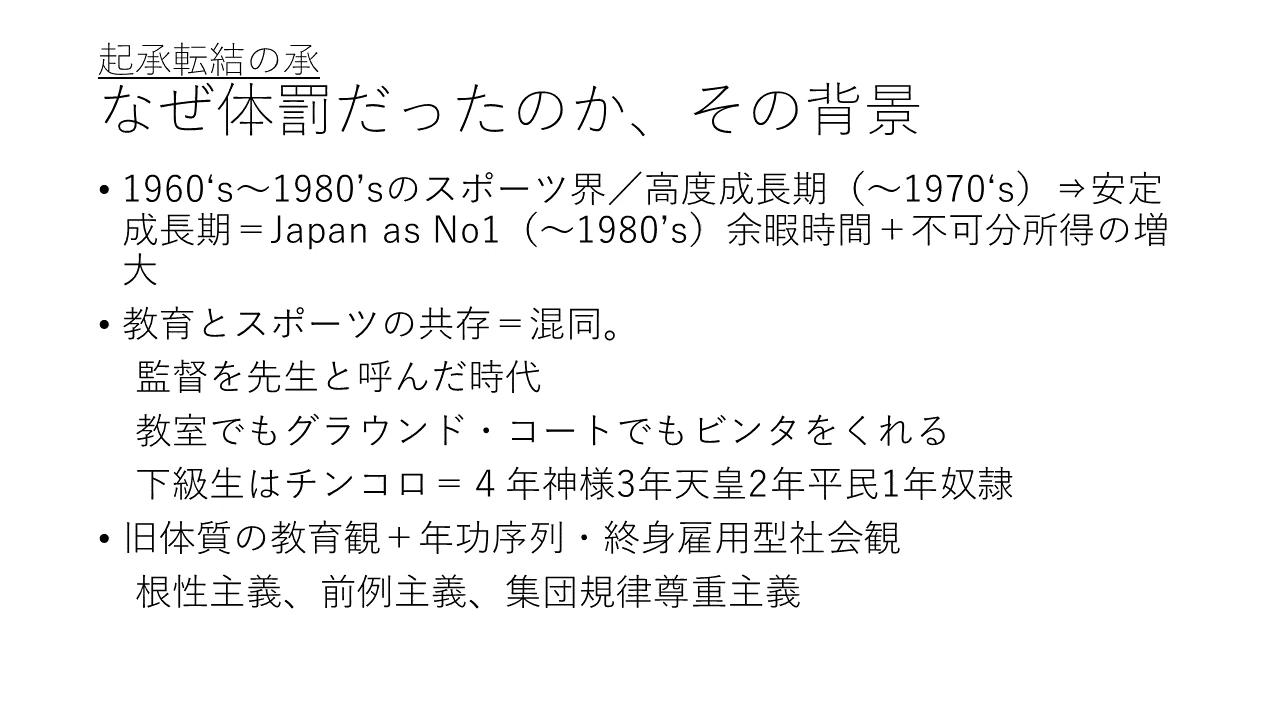 起承転結の承
なぜ体罰だったのか、その背景
• 1960‘s～1980’sのスポーツ界／高度成長期（～1970‘s）⇒安定
成長期＝Japan as No1（～1980’s）余暇時間＋不可分所得の増
大
• 教育とスポーツの共存＝混同。
監督を先生と呼んだ時代
教室でもグラウンド・コートでもビンタをくれる
下級生はチンコロ＝４年神様3年天皇2年平民1年奴隷
• 旧体質の教育観＋年功序列・終身雇用型社会観
根性主義、前例主義、集団規律尊重主義